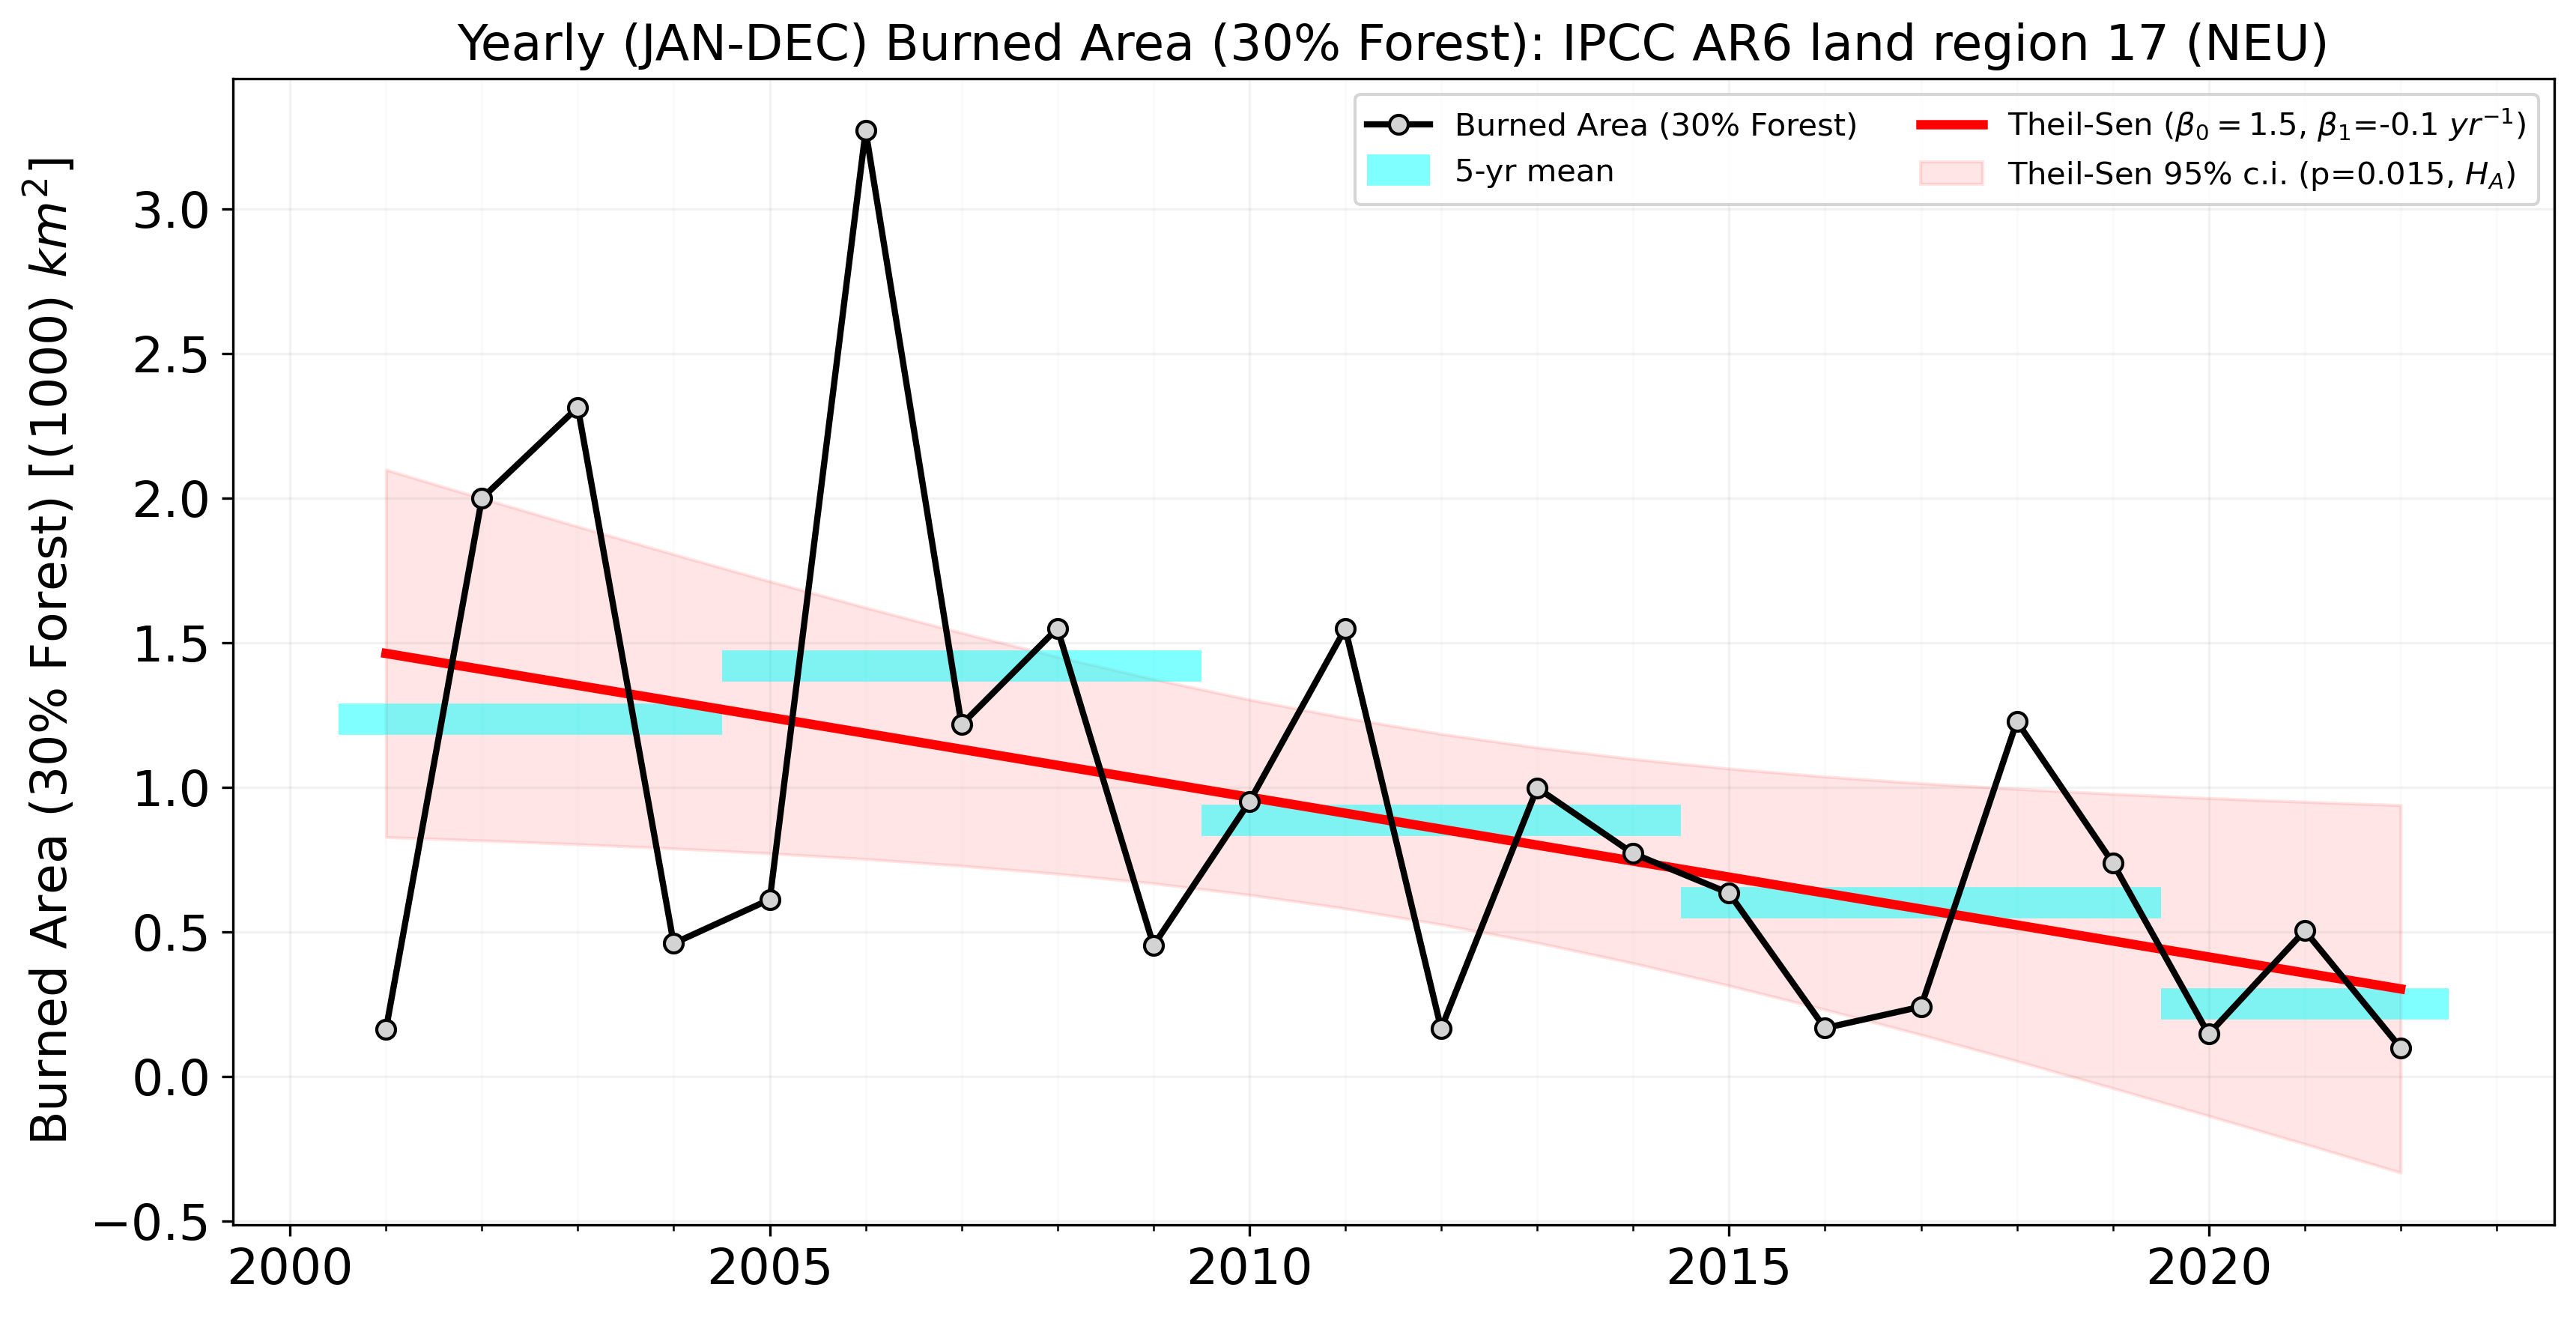 Yearly (JAN-DEC) Burned Area (30% Forest): IPCC AR6 land region 17 (NEU)
Burned Area (30% Forest) [(1000) km²]
Burned Area (30% Forest)
5-yr mean
Theil-Sen (β₀ = 1.5, β₁=-0.1 yr⁻¹)
Theil-Sen 95% c.i. (p=0.015, H_A)
3.0
2.5
2.0
1.5
1.0
0.5
0.0
−0.5
2000 2005 2010 2015 2020